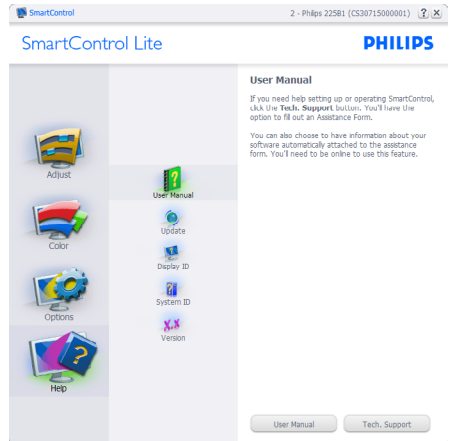 SmartControl
2 - Philips 225B1 (CS30715000001)
? X
SmartControl Lite
PHILIPS
Adjust
Color
Options
Help
User Manual
Update
Display ID
System ID
X.X
Version
User Manual
If you need help setting up or operating SmartControl,
click the Tech. Support button. You'll have the
option to fill out an Assistance Form.
You can also choose to have information about your
software automatically attached to the assistance
form. You'll need to be online to use this feature.
User Manual
Tech. Support